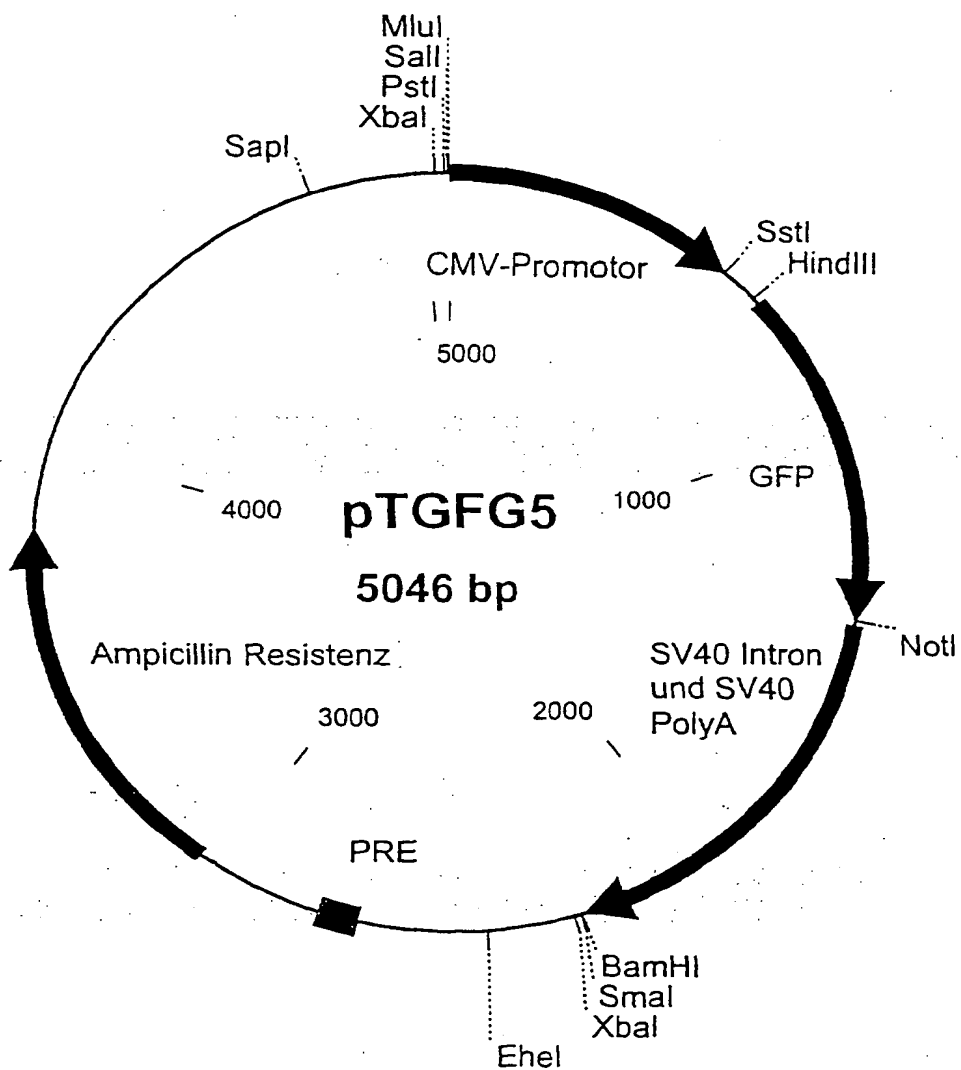 MluI
SalI
PstI
XbaI
SapI
SstI
HindIII
CMV-Promotor
5000
GFP
1000
4000
pTGFG5
5046 bp
NotI
Ampicillin Resistenz
SV40 Intron
und SV40
PolyA
3000
2000
PRE
BamHI
SmaI
XbaI
EheI